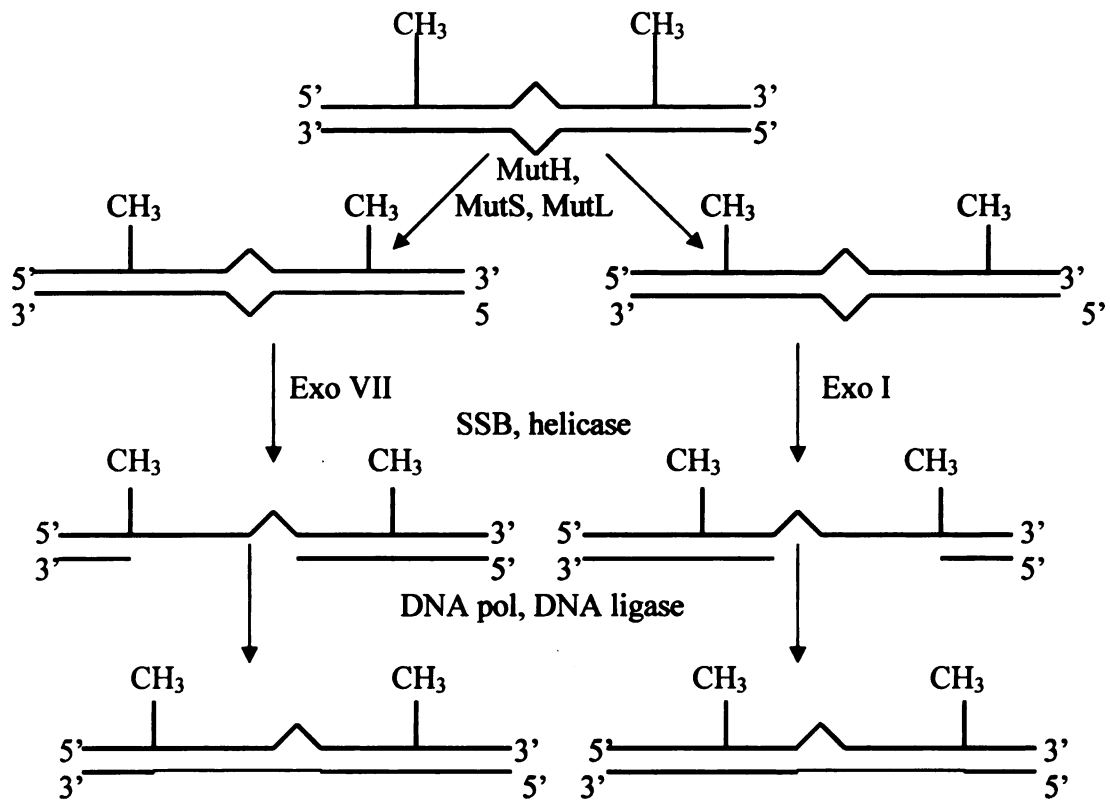 CH₃ CH₃
5’ 3’
3’ 5’
MutH,
MutS, MutL
CH₃ CH₃ CH₃ CH₃
5’ 3’ 5’ 3’
3’ 5 3’ 5’
Exo VII Exo I
SSB, helicase
CH₃ CH₃ CH₃ CH₃
5’ 3’ 5’ 3’
3’ 5’ 3’ 5’
DNA pol, DNA ligase
CH₃ CH₃ CH₃ CH₃
5’ 3’ 5’ 3’
3’ 5’ 3’ 5’